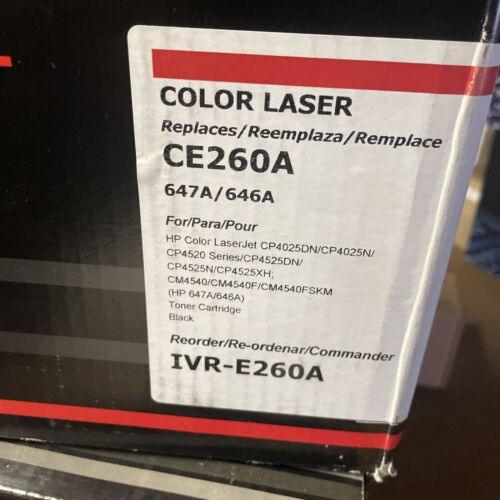 COLOR LASER
Replaces/Reemplaza/Remplace
CE260A
647A/646A
For/Para/Pour
HP Color LaserJet CP4025DN/CP4025N/
CP4520 Series/CP4525DN/
CP4525N/CP4525XH;
CM4540/CM4540F/CM4540FSKM
(HP 647A/646A)
Toner Cartridge
Black
Reorder/Re-ordenar/Commander
IVR-E260A